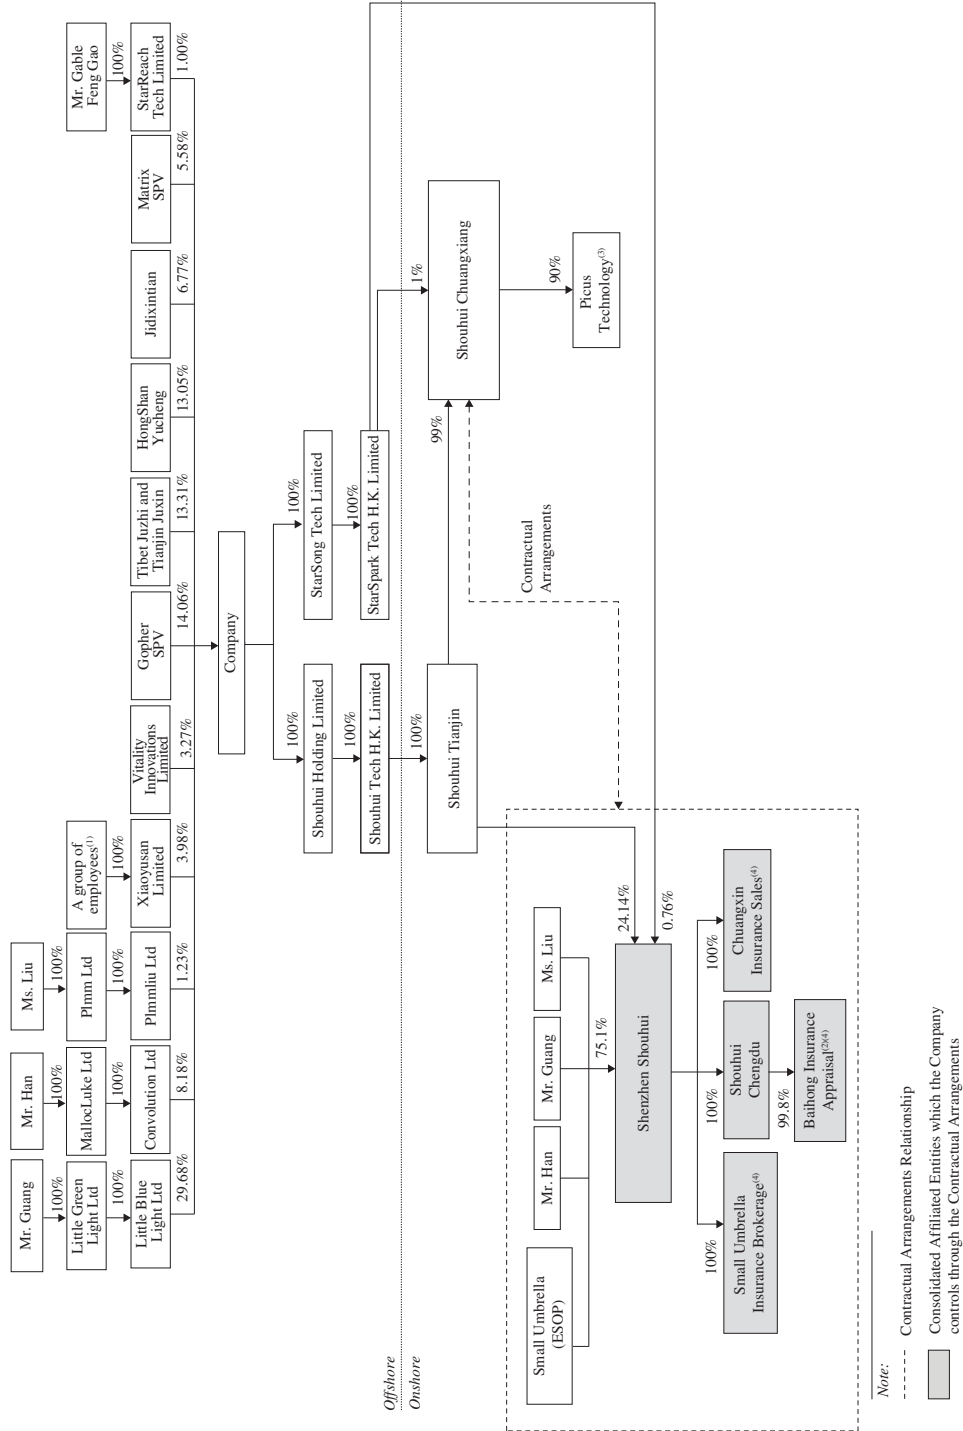 Mr. Guang
100%
Little Green
Light Ltd
100%
Little Blue
Light Ltd
29.68%
Mr. Han
100%
MallocLuke Ltd
100%
Convolution Ltd
8.18%
Ms. Liu
100%
Plmm Ltd
100%
Plmmliu Ltd
1.23%
A group of
employees(1)
100%
Xiaoyusan
Limited
3.98%
Vitality
Innovations
Limited
3.27%
Gopher
SPV
14.06%
Tibet Juzhi and
Tianjin Juxin
13.31%
HongShan
Yucheng
13.05%
Jidixintian
6.77%
Matrix
SPV
5.58%
Mr. Gable
Feng Gao
100%
StarReach
Tech Limited
1.00%
Company
100%
Shouhui Holding Limited
100%
Shouhui Tech H.K. Limited
100%
StarSong Tech Limited
100%
StarSpark Tech H.K. Limited
Offshore
Onshore
100%
Shouhui Tianjin
99%
1%
Shouhui Chuangxiang
90%
Picus
Technology(3)
Contractual
Arrangements
Small Umbrella
(ESOP)
Mr. Han
Mr. Guang
Ms. Liu
75.1%
24.14%
0.76%
Shenzhen Shouhui
100%
Small Umbrella
Insurance Brokerage(4)
100%
Shouhui
Chengdu
100%
Chuangxin
Insurance Sales(4)
99.8%
Baihong Insurance
Appraisal(2)(4)
Note:
Contractual Arrangements Relationship
Consolidated Affiliated Entities which the Company
controls through the Contractual Arrangements